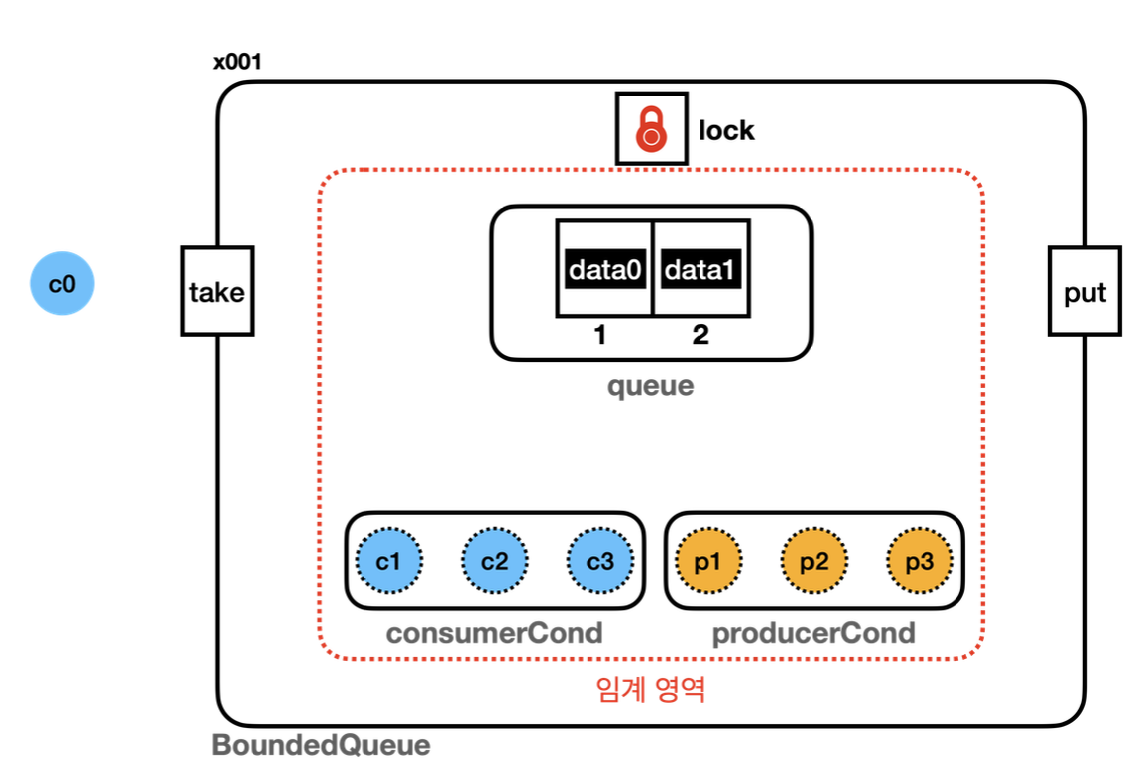 x001
lock
c0
take
data0 data1
put
1 2
queue
c1 c2 c3 p1 p2 p3
consumerCond producerCond
임계 영역
BoundedQueue